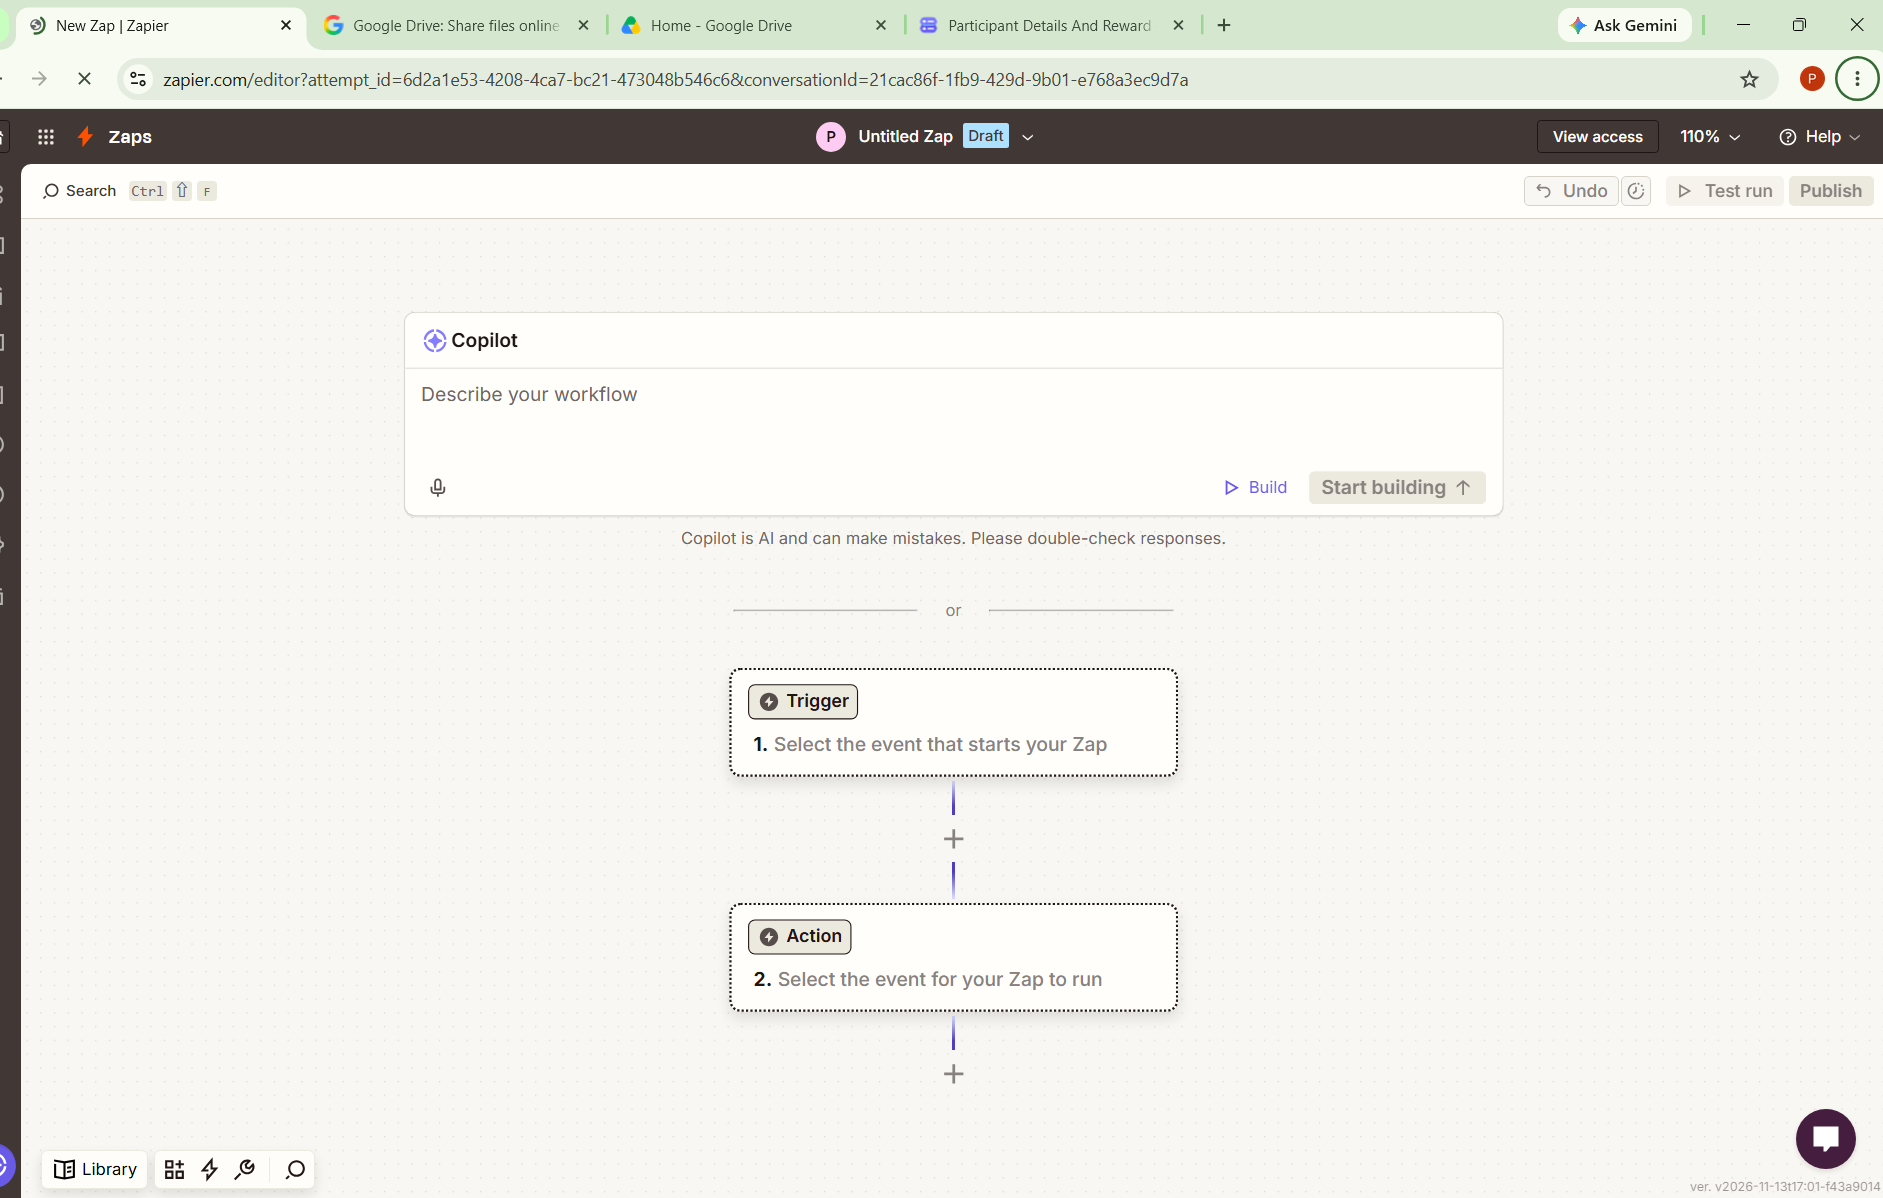 New Zap | Zapier
Google Drive: Share files online
Home - Google Drive
Participant Details And Reward
Ask Gemini
zapier.com/editor?attempt_id=6d2a1e53-4208-4ca7-bc21-473048b546c6&conversationId=21cac86f-1fb9-429d-9b01-e768a3ec9d7a
P
Zaps
P Untitled Zap Draft
View access
110%
Help
Search Ctrl ⇧ F
Undo
Test run
Publish
Copilot
Describe your workflow
Build
Start building
Copilot is AI and can make mistakes. Please double-check responses.
or
Trigger
1. Select the event that starts your Zap
Action
2. Select the event for your Zap to run
Library
ver. v2026-11-13t17:01-f43a9014